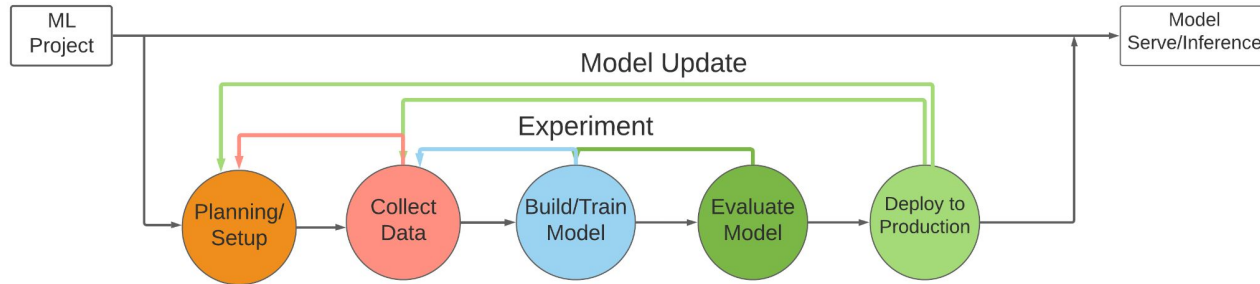 ML
Project
Model
Serve/Inference
Model Update
Experiment
Planning/
Setup
Collect
Data
Build/Train
Model
Evaluate
Model
Deploy to
Production